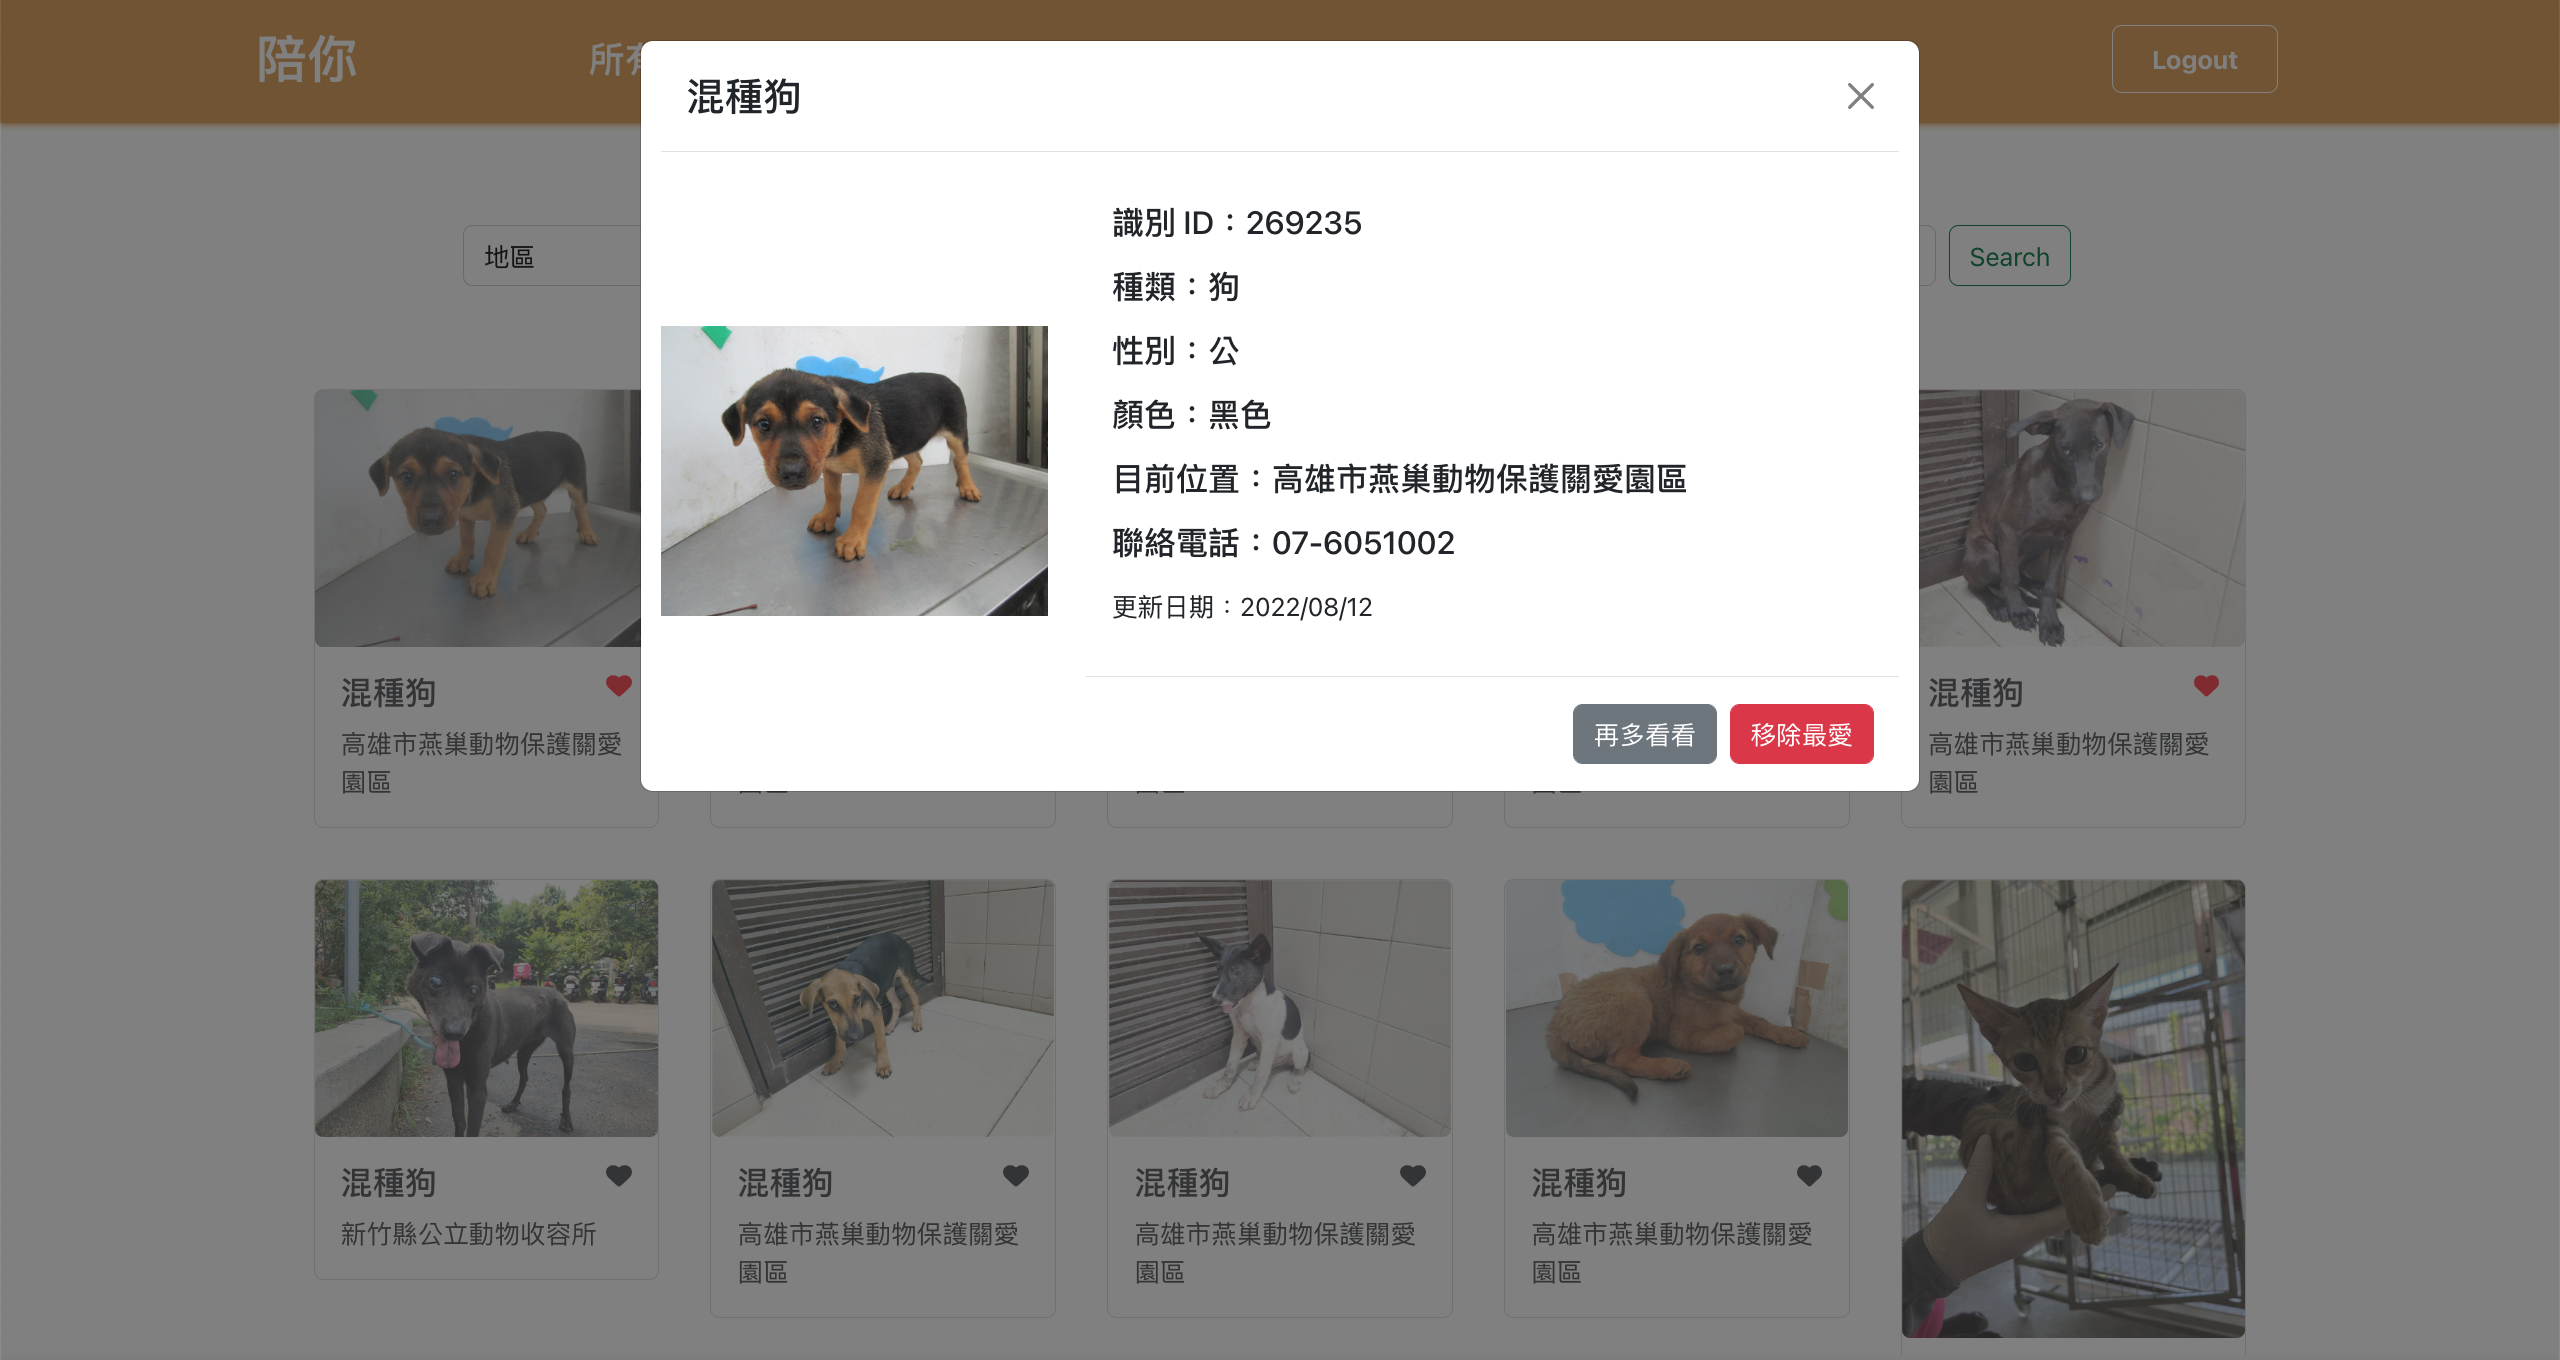 陪你
所有
Logout
混種狗
識別 ID：269235
種類：狗
性別：公
顏色：黑色
目前位置：高雄市燕巢動物保護關愛園區
聯絡電話：07-6051002
更新日期：2022/08/12
再多看看
移除最愛
地區
Search
混種狗
高雄市燕巢動物保護關愛
園區
混種狗
高雄市燕巢動物保護關愛
園區
混種狗
新竹縣公立動物收容所
混種狗
高雄市燕巢動物保護關愛
園區
混種狗
高雄市燕巢動物保護關愛
園區
混種狗
高雄市燕巢動物保護關愛
園區